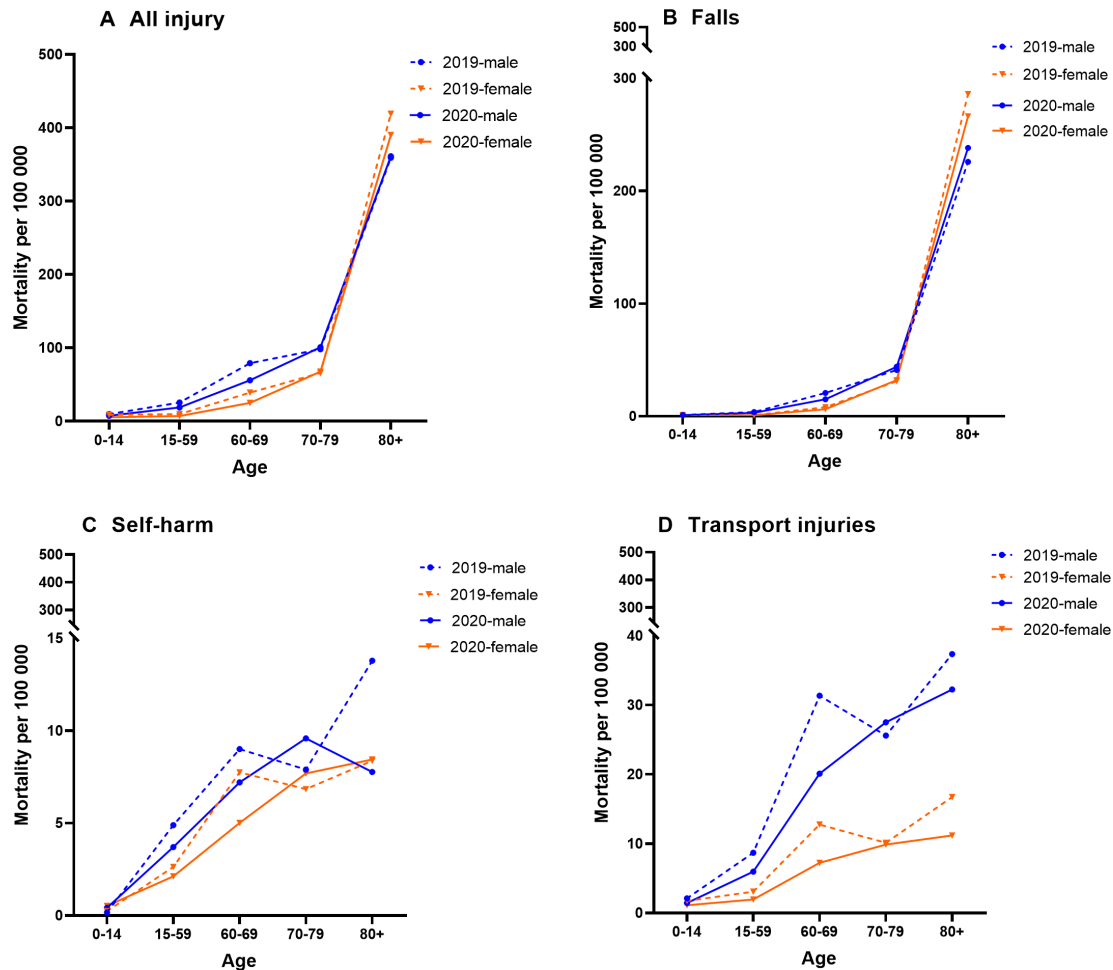 A All injury
500
400
300
200
100
0
Mortality per 100 000
0-14 15-59 60-69 70-79 80+
Age
2019-male
2019-female
2020-male
2020-female
B Falls
500
300
300
200
100
0
Mortality per 100 000
0-14 15-59 60-69 70-79 80+
Age
2019-male
2019-female
2020-male
2020-female
C Self-harm
500
400
300
15
10
5
0
Mortality per 100 000
0-14 15-59 60-69 70-79 80+
Age
2019-male
2019-female
2020-male
2020-female
D Transport injuries
500
400
300
40
30
20
10
0
Mortality per 100 000
0-14 15-59 60-69 70-79 80+
Age
2019-male
2019-female
2020-male
2020-female